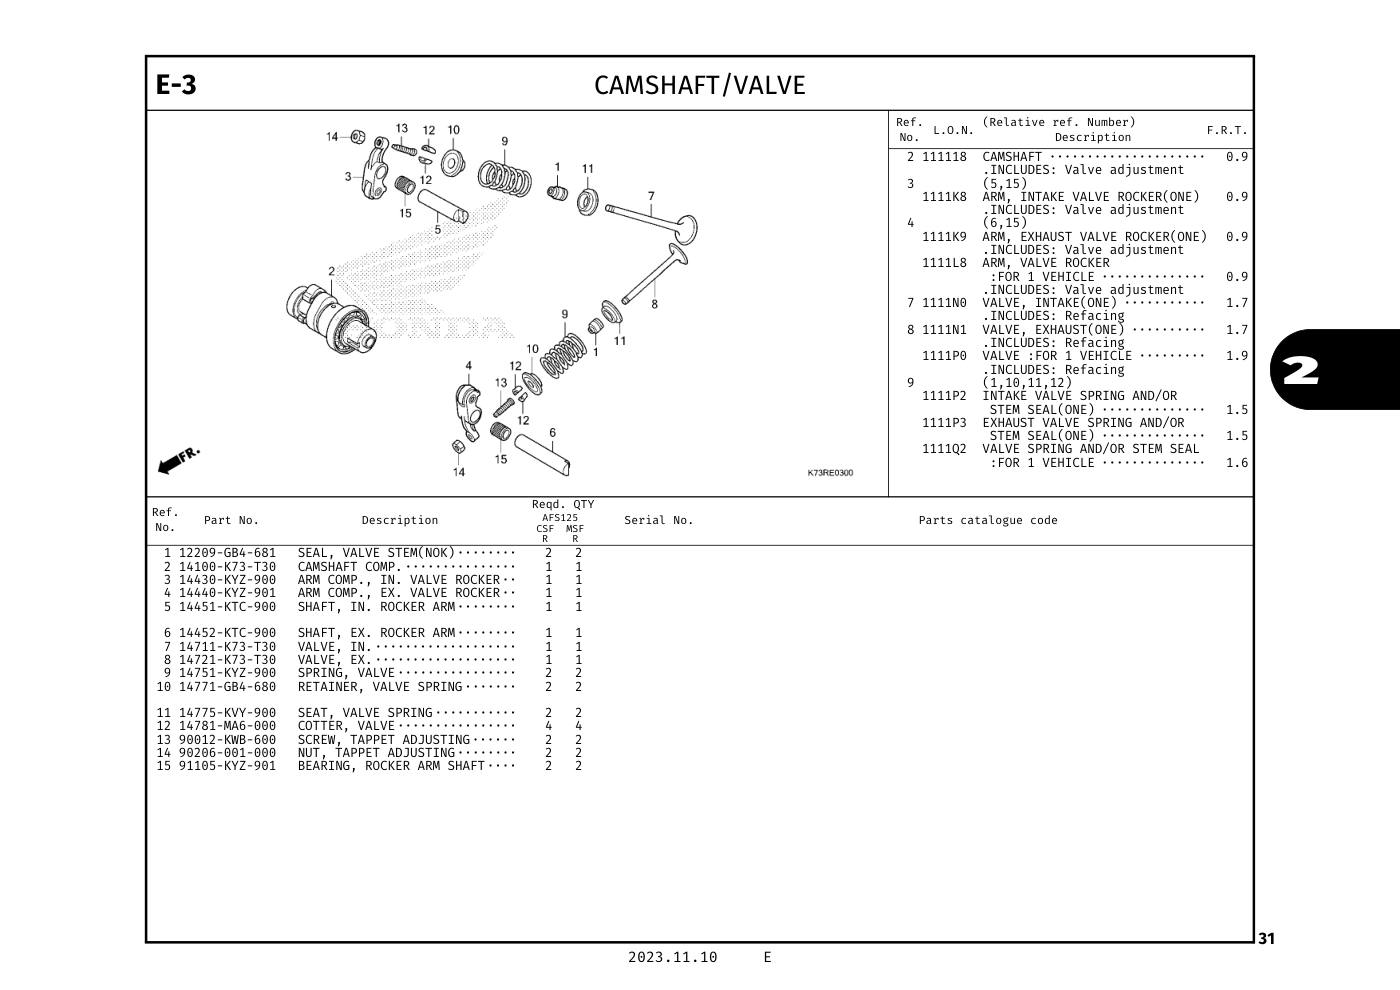 E-3
CAMSHAFT/VALVE
14
13
12
10
9
1
11
7
3
12
15
5
2
8
9
11
1
10
12
4
13
12
6
15
14
FR.
HONDA
K73RE0300
Ref. No. L.O.N. (Relative ref. Number) Description F.R.T.
2 111118 CAMSHAFT ····················· 0.9
.INCLUDES: Valve adjustment
3 (5,15)
1111K8 ARM, INTAKE VALVE ROCKER(ONE) 0.9
.INCLUDES: Valve adjustment
4 (6,15)
1111K9 ARM, EXHAUST VALVE ROCKER(ONE) 0.9
.INCLUDES: Valve adjustment
1111L8 ARM, VALVE ROCKER
:FOR 1 VEHICLE ·············· 0.9
.INCLUDES: Valve adjustment
7 1111N0 VALVE, INTAKE(ONE) ··········· 1.7
.INCLUDES: Refacing
8 1111N1 VALVE, EXHAUST(ONE) ·········· 1.7
.INCLUDES: Refacing
1111P0 VALVE :FOR 1 VEHICLE ········· 1.9
.INCLUDES: Refacing
9 (1,10,11,12)
1111P2 INTAKE VALVE SPRING AND/OR
STEM SEAL(ONE) ·············· 1.5
1111P3 EXHAUST VALVE SPRING AND/OR
STEM SEAL(ONE) ·············· 1.5
1111Q2 VALVE SPRING AND/OR STEM SEAL
:FOR 1 VEHICLE ·············· 1.6
2
Ref. No. Part No. Description Reqd. QTY Serial No. Parts catalogue code
AFS125
CSF MSF
R R
1 12209-GB4-681 SEAL, VALVE STEM(NOK)········ 2 2
2 14100-K73-T30 CAMSHAFT COMP.··············· 1 1
3 14430-KYZ-900 ARM COMP., IN. VALVE ROCKER·· 1 1
4 14440-KYZ-901 ARM COMP., EX. VALVE ROCKER·· 1 1
5 14451-KTC-900 SHAFT, IN. ROCKER ARM········ 1 1
6 14452-KTC-900 SHAFT, EX. ROCKER ARM········ 1 1
7 14711-K73-T30 VALVE, IN.··················· 1 1
8 14721-K73-T30 VALVE, EX.··················· 1 1
9 14751-KYZ-900 SPRING, VALVE················ 2 2
10 14771-GB4-680 RETAINER, VALVE SPRING······· 2 2
11 14775-KVY-900 SEAT, VALVE SPRING··········· 2 2
12 14781-MA6-000 COTTER, VALVE················ 4 4
13 90012-KWB-600 SCREW, TAPPET ADJUSTING······ 2 2
14 90206-001-000 NUT, TAPPET ADJUSTING········ 2 2
15 91105-KYZ-901 BEARING, ROCKER ARM SHAFT···· 2 2
31
2023.11.10 E